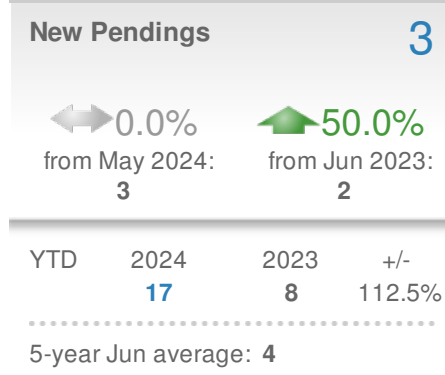 New Pendings 3
0.0% 50.0%
from May 2024: from Jun 2023:
3 2
YTD 2024 2023 +/-
17 8 112.5%
5-year Jun average: 4